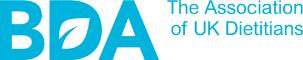 BDA
The Association
of UK Dietitians